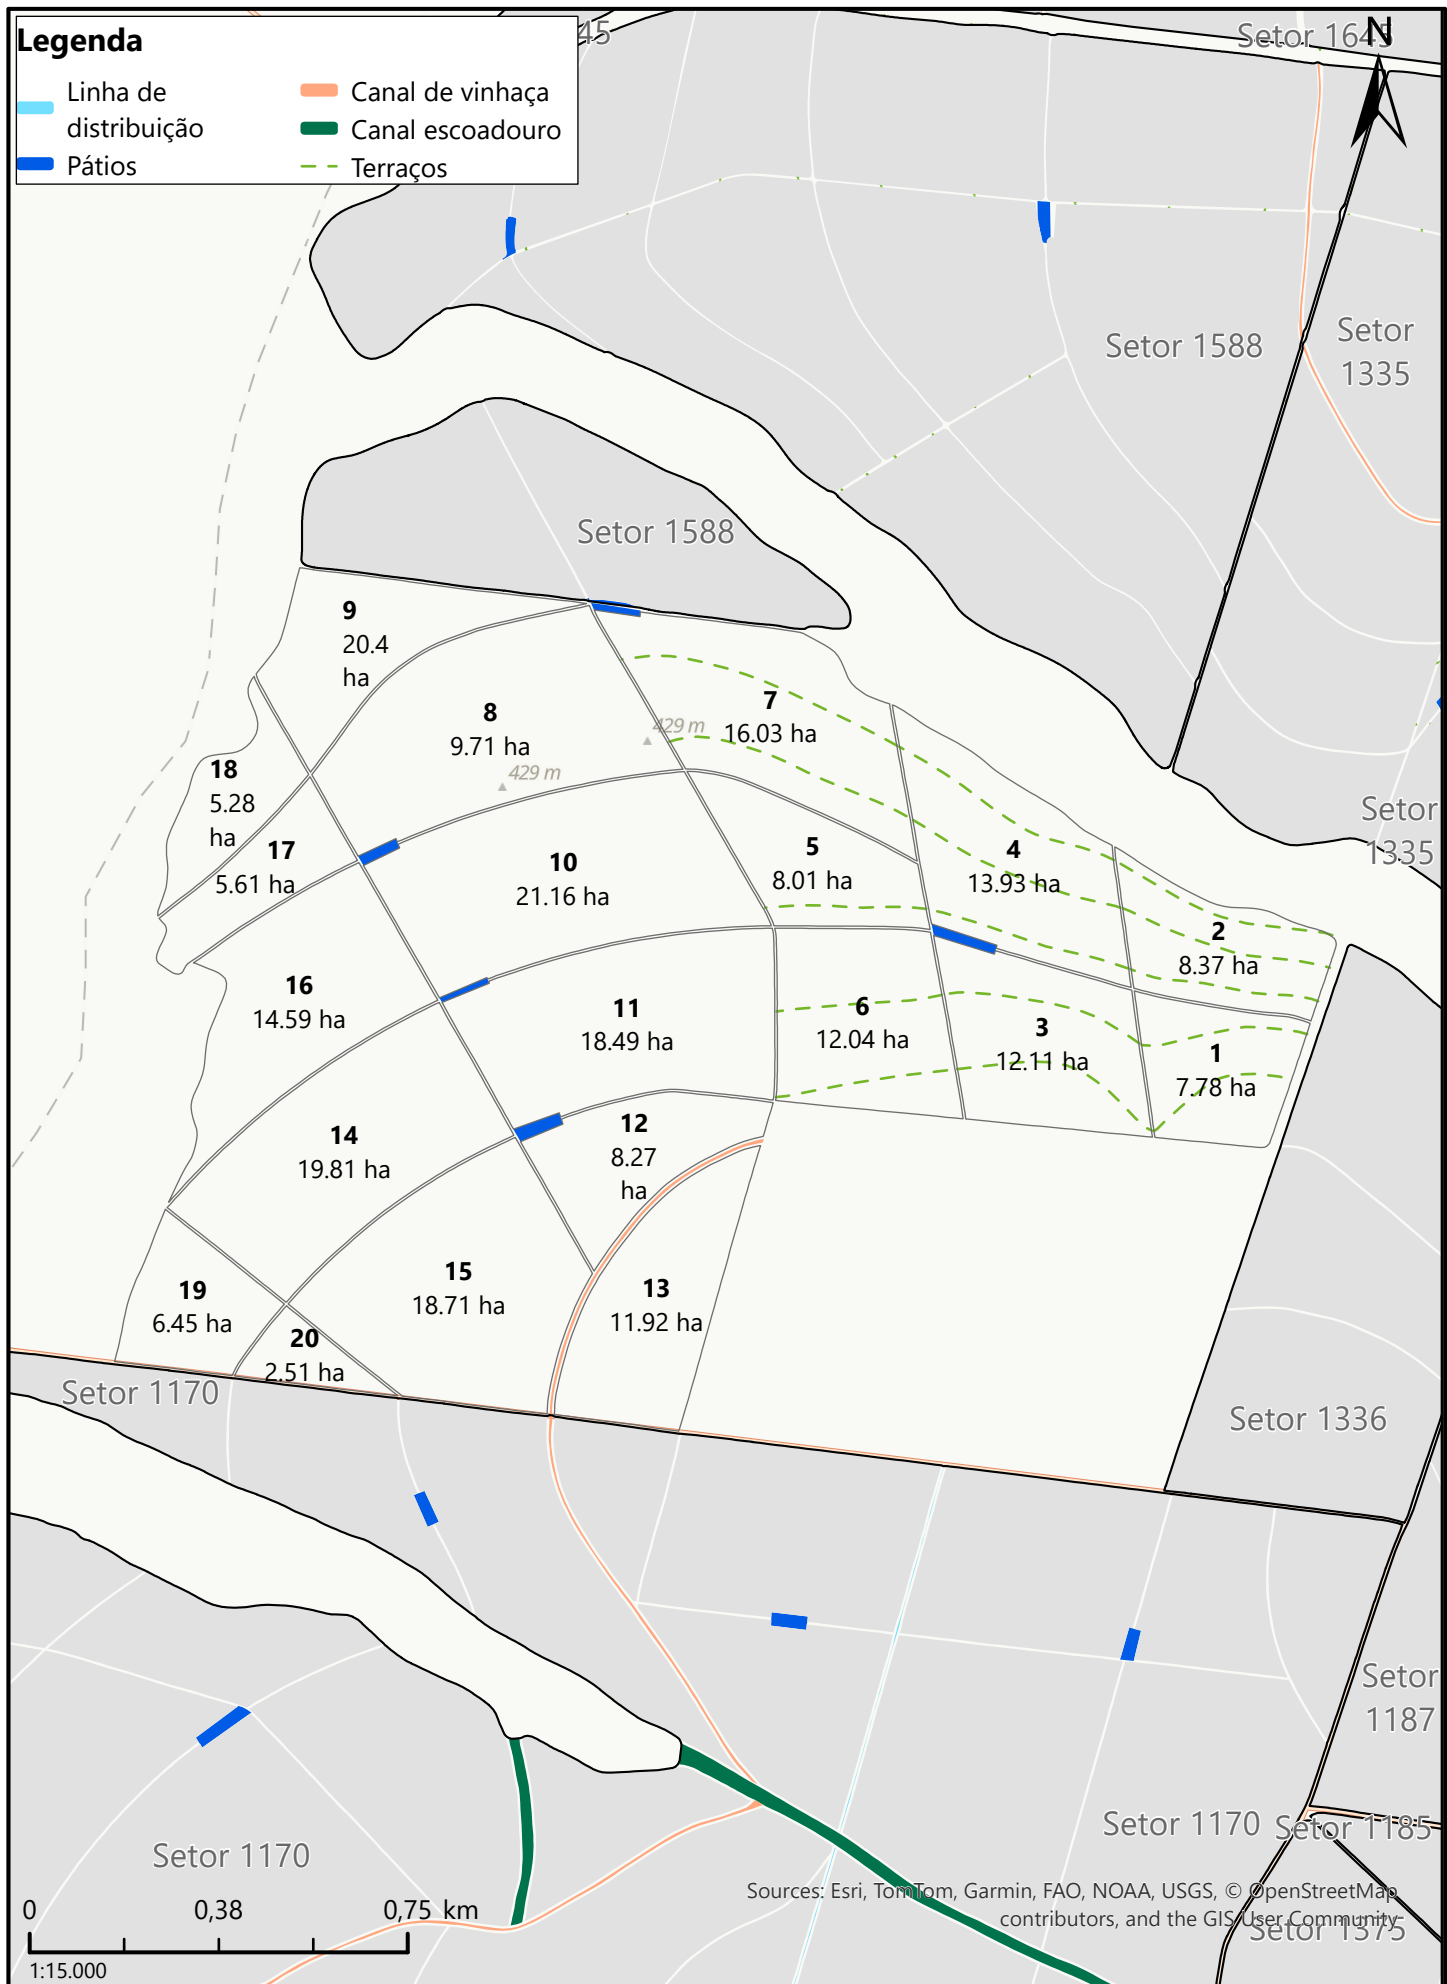 Legenda
Linha de
distribuição
Pátios
Canal de vinhaça
Canal escoadouro
Terraços
45
Setor 1645
N
Setor 1588
Setor
1335
Setor 1588
9
20.4
ha
8
9.71 ha
429 m
429 m
7
16.03 ha
18
5.28
ha
17
5.61 ha
10
21.16 ha
5
8.01 ha
4
13.93 ha
Setor
1335
2
8.37 ha
16
14.59 ha
11
18.49 ha
6
12.04 ha
3
12.11 ha
1
7.78 ha
14
19.81 ha
12
8.27
ha
19
6.45 ha
15
18.71 ha
13
11.92 ha
20
2.51 ha
Setor 1170
Setor 1336
Setor
1187
Setor 1170
Setor 1185
Setor 1170
Sources: Esri, TomTom, Garmin, FAO, NOAA, USGS, © OpenStreetMap
contributors, and the GIS User Community
Setor 1375
0 0,38 0,75 km
1:15.000